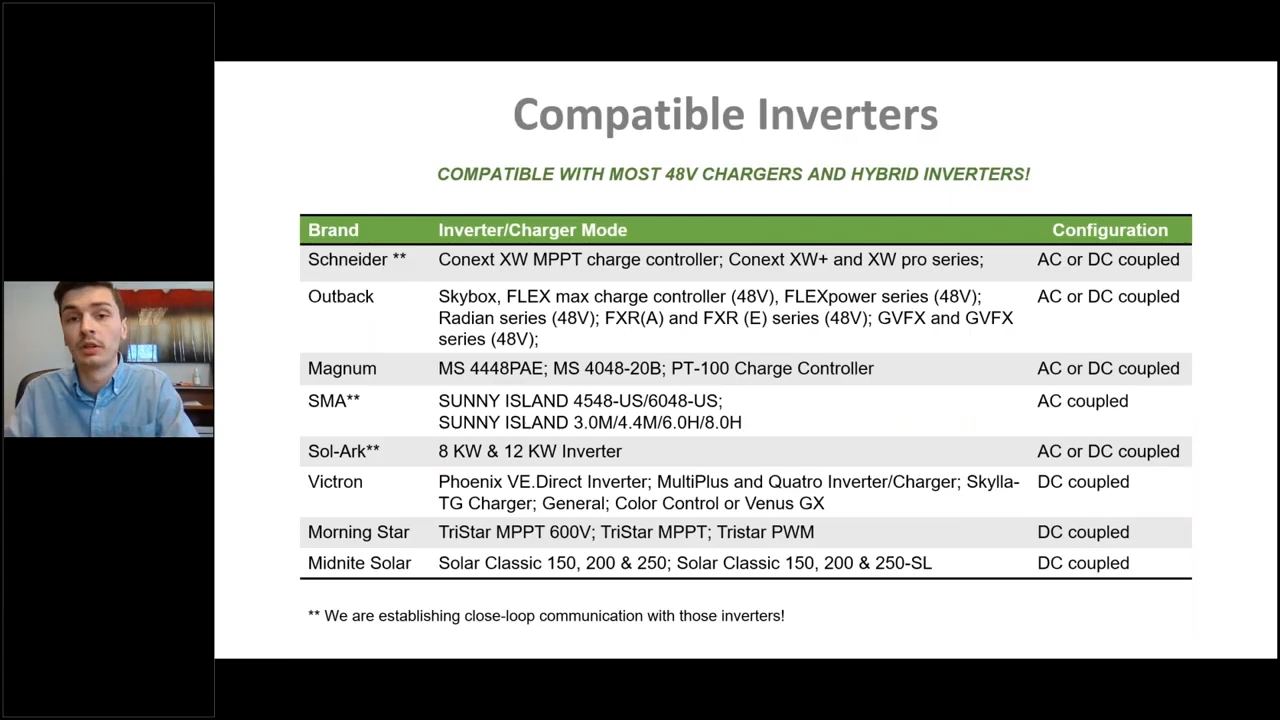 Compatible Inverters
COMPATIBLE WITH MOST 48V CHARGERS AND HYBRID INVERTERS!
Brand Inverter/Charger Mode Configuration
Schneider ** Conext XW MPPT charge controller; Conext XW+ and XW pro series; AC or DC coupled
Outback Skybox, FLEX max charge controller (48V), FLEXpower series (48V); AC or DC coupled
Radian series (48V); FXR(A) and FXR (E) series (48V); GVFX and GVFX
series (48V);
Magnum MS 4448PAE; MS 4048-20B; PT-100 Charge Controller AC or DC coupled
SMA** SUNNY ISLAND 4548-US/6048-US; AC coupled
SUNNY ISLAND 3.0M/4.4M/6.0H/8.0H
Sol-Ark** 8 KW & 12 KW Inverter AC or DC coupled
Victron Phoenix VE.Direct Inverter; MultiPlus and Quatro Inverter/Charger; Skylla- DC coupled
TG Charger; General; Color Control or Venus GX
Morning Star TriStar MPPT 600V; TriStar MPPT; Tristar PWM DC coupled
Midnite Solar Solar Classic 150, 200 & 250; Solar Classic 150, 200 & 250-SL DC coupled
** We are establishing close-loop communication with those inverters!